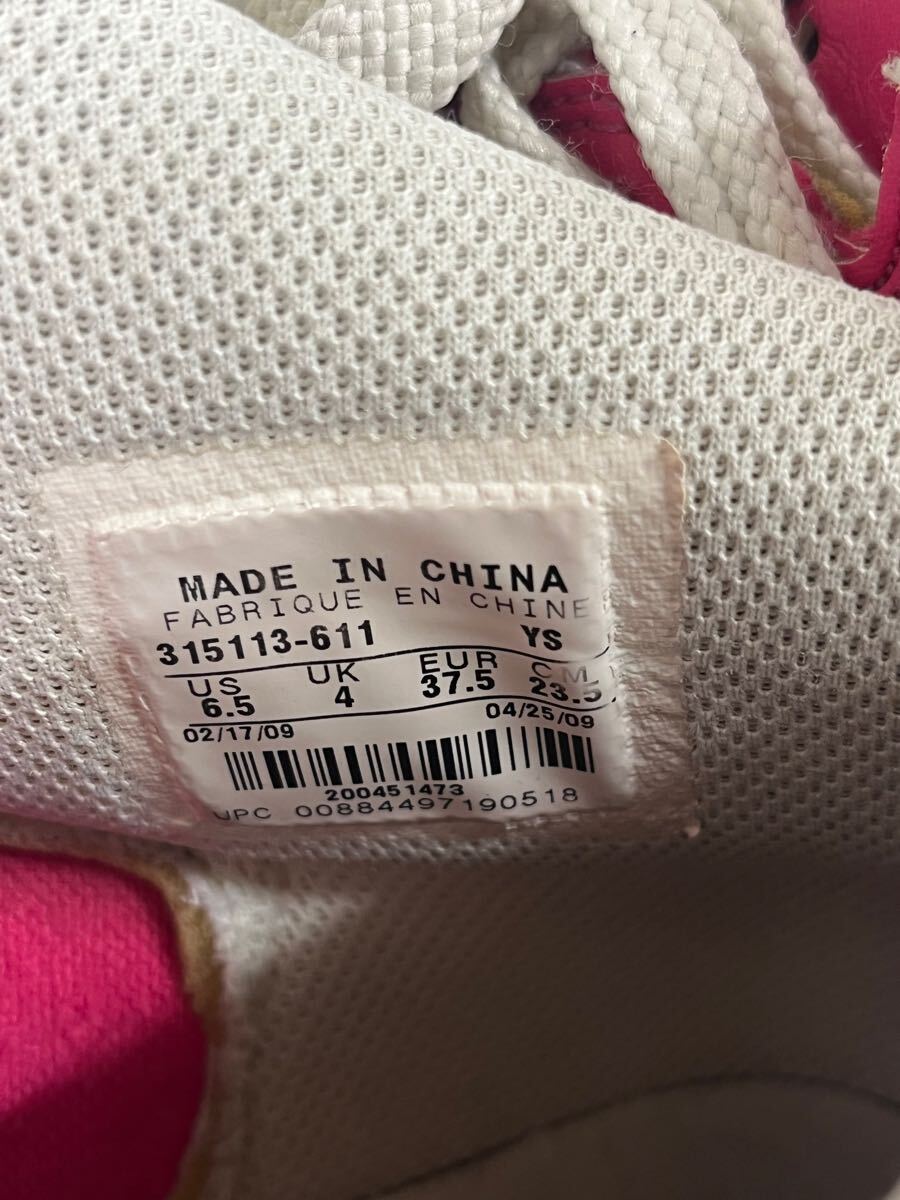 MADE IN CHINA
FABRIQUE EN CHINE
315113-611 YS
US UK EUR CM
6.5 4 37.5 23.5
02/17/09 04/25/09
200451473
UPC 00884497190518